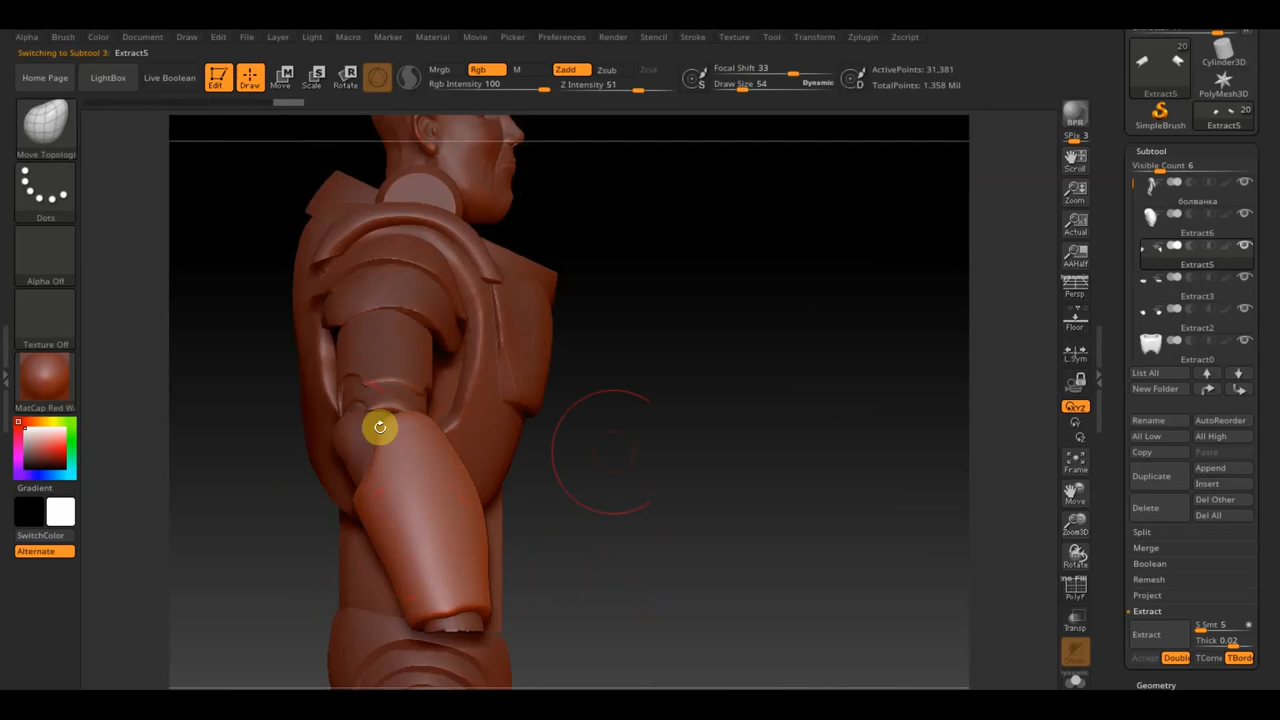 Alpha Brush Color Document Draw Edit File Layer Light Macro Marker Material Movie Picker Preferences Render Stencil Stroke Texture Tool Transform Zplugin Zscript
Switching to Subtool 3: Extract5
Home Page
LightBox
Live Boolean
Edit
Draw
Move
Scale
Rotate
Mrgb
Rgb
M
Rgb Intensity 100
Zadd
Zsub
Zcut
Z Intensity 51
S
Focal Shift 33
Draw Size 54
Dynamic
D
ActivePoints: 31,381
TotalPoints: 1.358 Mil
Move Topologi
Dots
Alpha Off
Texture Off
MatCap Red Wa
Gradient
SwitchColor
Alternate
BPR
SPix 3
Scroll
Zoom
Actual
AAHalf
Persp
Floor
L.Sym
XYZ
Frame
Move
Zoom3D
Rotate
PolyF
Transp
20
Extract5
Cylinder3D
PolyMesh3D
SimpleBrush
20
Extract5
Subtool
Visible Count 6
болванка
Extract6
Extract5
Extract3
Extract2
Extract0
List All
New Folder
Rename
AutoReorder
All Low
All High
Copy
Paste
Duplicate
Append
Insert
Delete
Del Other
Del All
Split
Merge
Boolean
Remesh
Project
Extract
Extract
S Smt 5
Thick 0.02
Accept
Double
TCorne
TBorde
Geometry